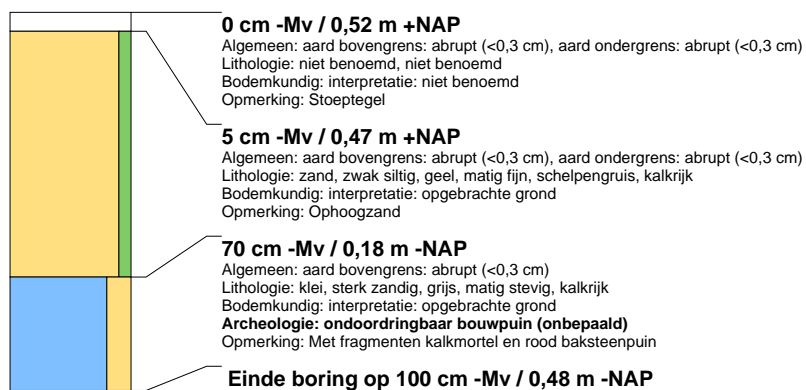 0 cm -Mv / 0,52 m +NAP
Algemeen: aard bovengrens: abrupt (<0,3 cm), aard ondergrens: abrupt (<0,3 cm)
Lithologie: niet benoemd, niet benoemd
Bodemkundig: interpretatie: niet benoemd
Opmerking: Stoeptegel
5 cm -Mv / 0,47 m +NAP
Algemeen: aard bovengrens: abrupt (<0,3 cm), aard ondergrens: abrupt (<0,3 cm)
Lithologie: zand, zwak siltig, geel, matig fijn, schelpengruis, kalkrijk
Bodemkundig: interpretatie: opgebrachte grond
Opmerking: Ophoogzand
70 cm -Mv / 0,18 m -NAP
Algemeen: aard bovengrens: abrupt (<0,3 cm)
Lithologie: klei, sterk zandig, grijs, matig stevig, kalkrijk
Bodemkundig: interpretatie: opgebrachte grond
Archeologie: ondoordringbaar bouwpuin (onbepaald)
Opmerking: Met fragmenten kalkmortel en rood baksteenpuin
Einde boring op 100 cm -Mv / 0,48 m -NAP